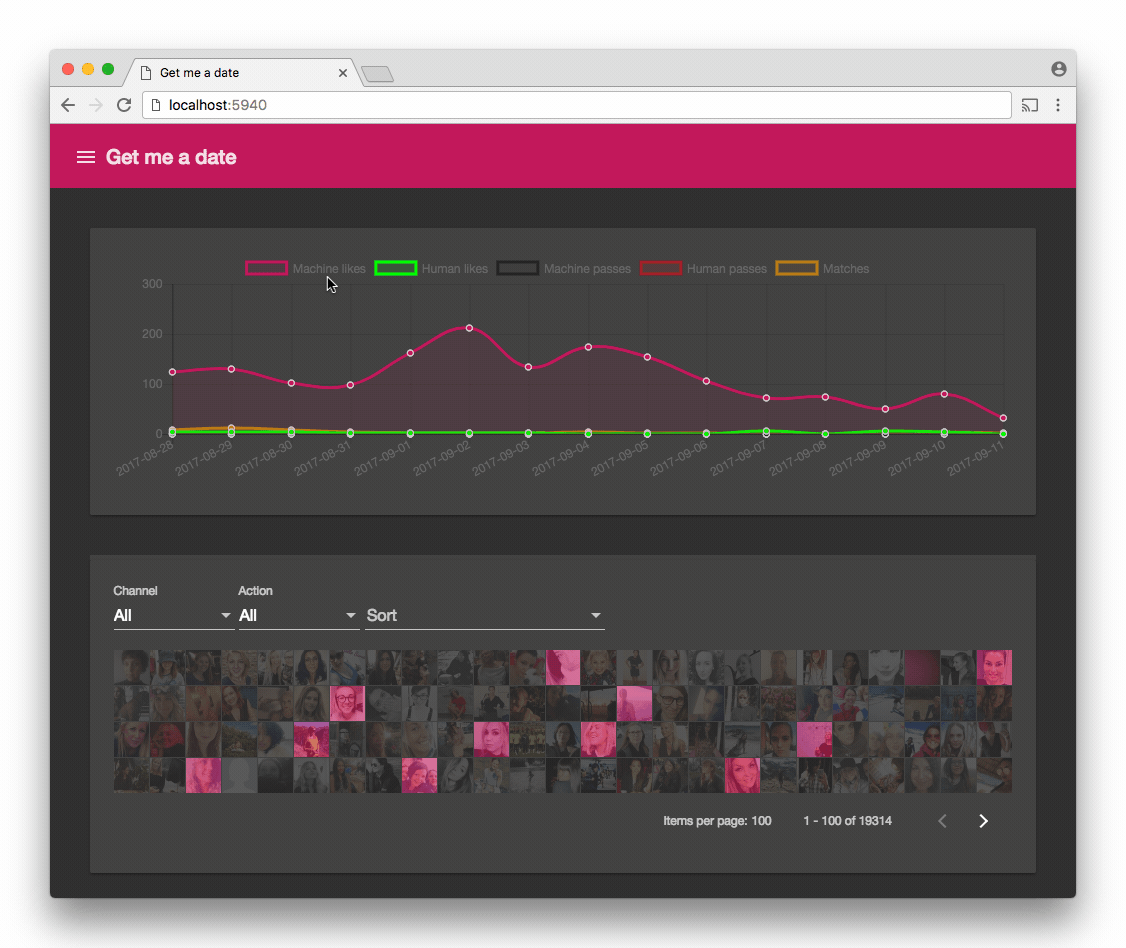 Get me a date
localhost:5940
Get me a date
Machine likes Human likes Machine passes Human passes Matches
300
200
100
0
2017-08-28 2017-08-29 2017-08-30 2017-08-31 2017-09-01 2017-09-02 2017-09-03 2017-09-04 2017-09-05 2017-09-06 2017-09-07 2017-09-08 2017-09-09 2017-09-10 2017-09-11
Channel Action
All All Sort
Items per page: 100 1 - 100 of 19314